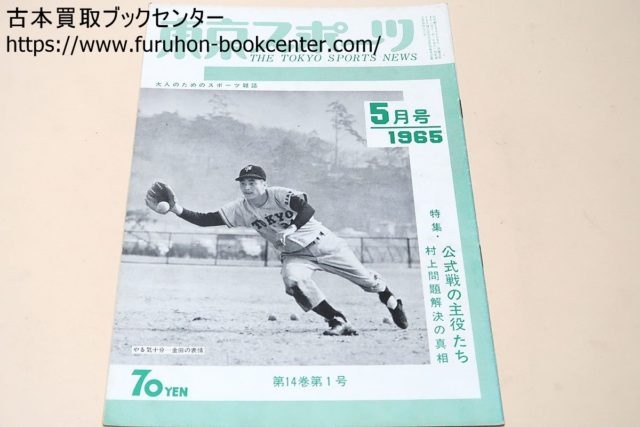 古本買取ブックセンター
https://www.furuhon-bookcenter.com/
東京スポーツ
THE TOKYO SPORTS NEWS
大人のためのスポーツ雑誌
5月号
1965
TOKYO
特集・公式戦の主役たち
村上問題解決の真相
やる気十分…金田の表情
70 YEN
第14巻第1号